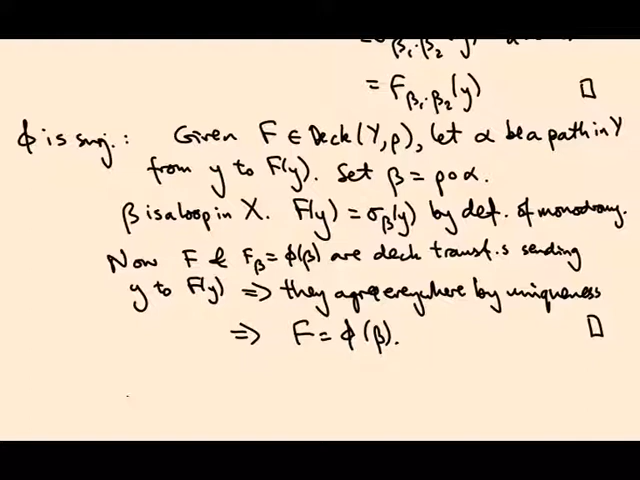 = F_{β₁·β₂}(y) □
ϕ is surj.: Given F ∈ Deck(Y,p), let α be a path in Y
from y to F(y). Set β = p∘α.
β is a loop in X. F(y) = σ_β(y) by def. of monodromy.
Now F & F_β = ϕ(β) are deck transf.s sending
y to F(y) ⟹ they agree everywhere by uniqueness
⟹ F = ϕ(β). □